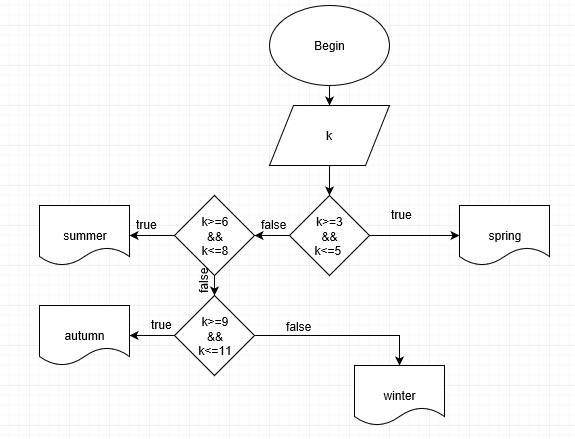 Begin
k
k>=3
&&
k<=5
true
spring
false
k>=6
&&
k<=8
true
summer
false
k>=9
&&
k<=11
true
autumn
false
winter